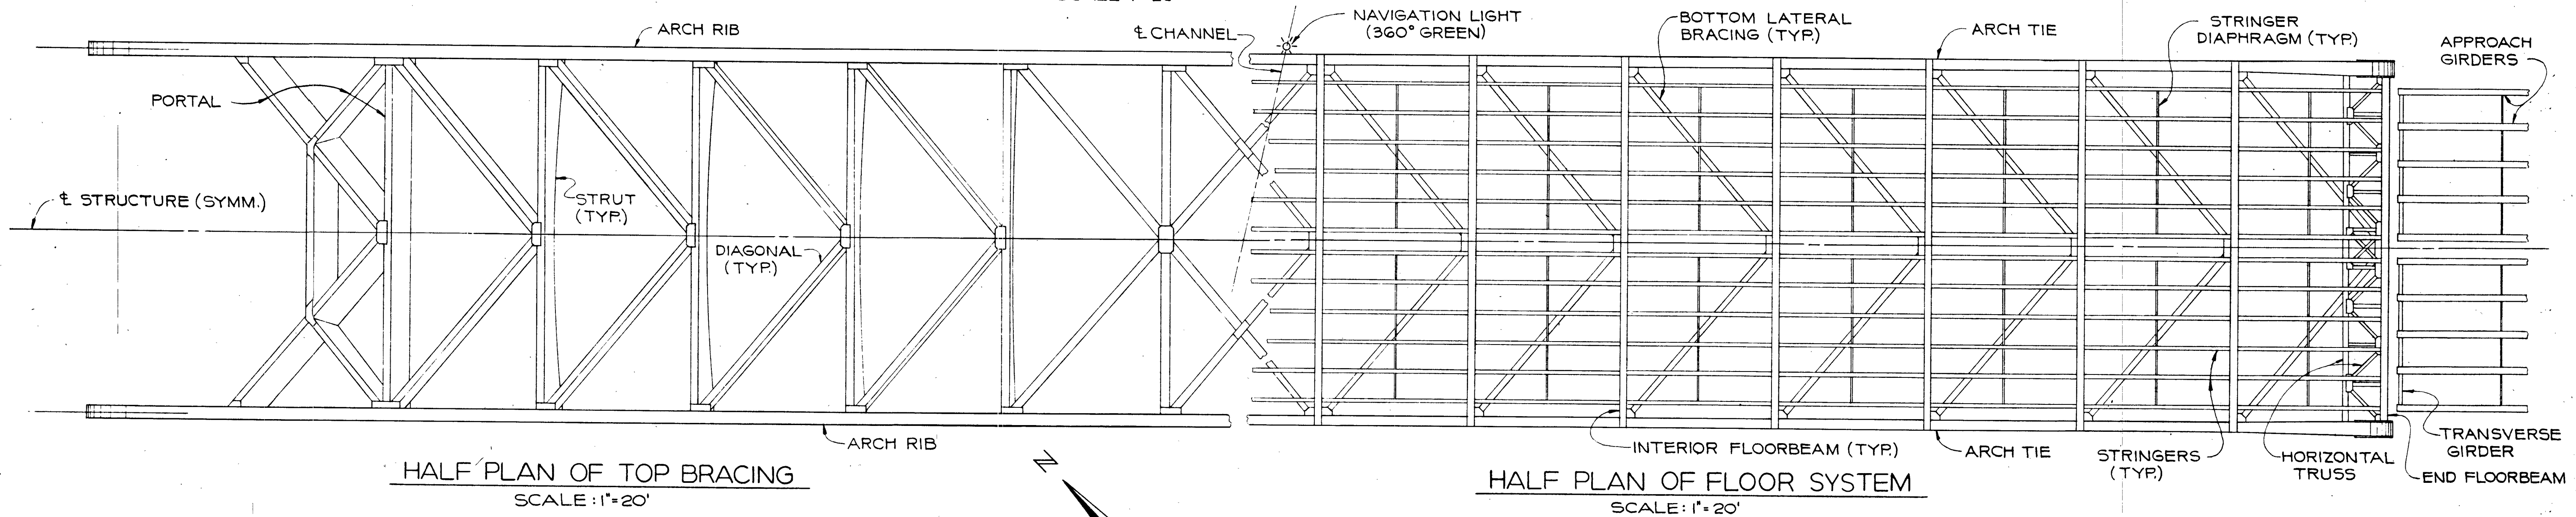 ARCH RIB
PORTAL
℄ STRUCTURE (SYMM.)
STRUT
(TYP.)
DIAGONAL
(TYP.)
ARCH RIB
HALF PLAN OF TOP BRACING
SCALE: 1"=20'
N
℄ CHANNEL
NAVIGATION LIGHT
(360° GREEN)
BOTTOM LATERAL
BRACING (TYP.)
ARCH TIE
STRINGER
DIAPHRAGM (TYP.)
APPROACH
GIRDERS
INTERIOR FLOORBEAM (TYP.)
ARCH TIE
STRINGERS
(TYP.)
HORIZONTAL
TRUSS
TRANSVERSE
GIRDER
END FLOORBEAM
HALF PLAN OF FLOOR SYSTEM
SCALE: 1"=20'